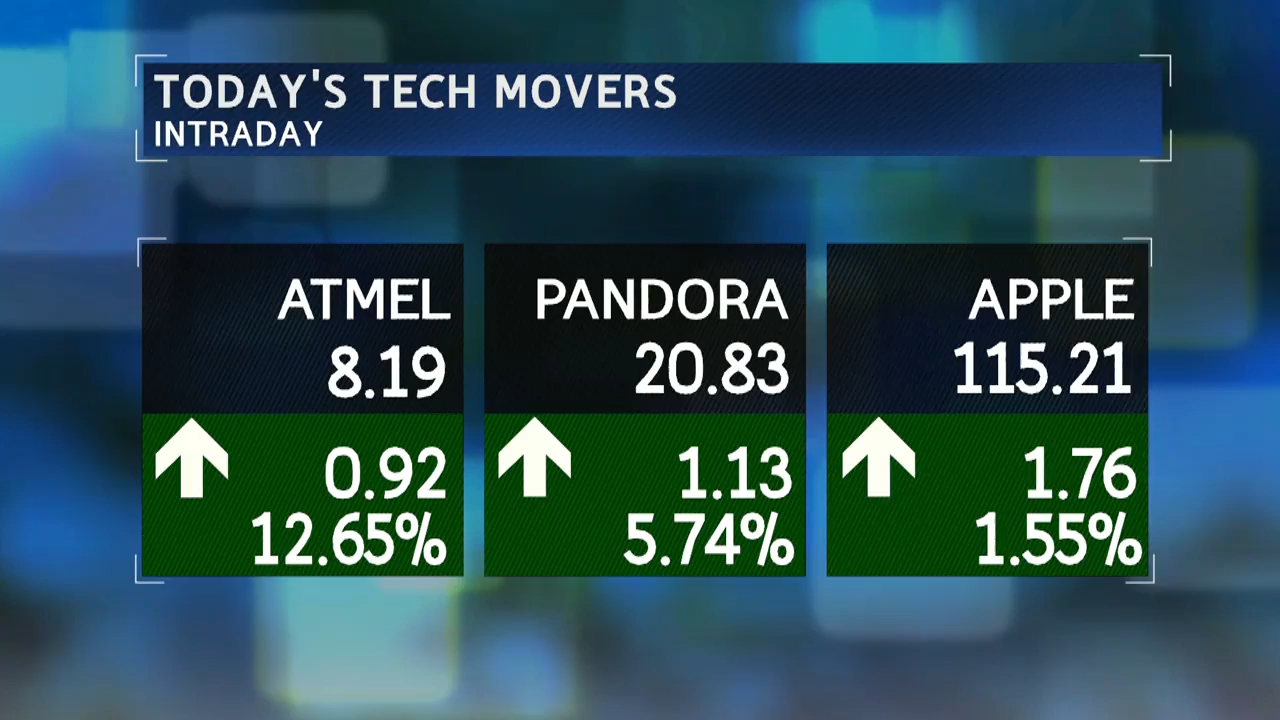 TODAY'S TECH MOVERS
INTRADAY
ATMEL
8.19
0.92
12.65%
PANDORA
20.83
1.13
5.74%
APPLE
115.21
1.76
1.55%